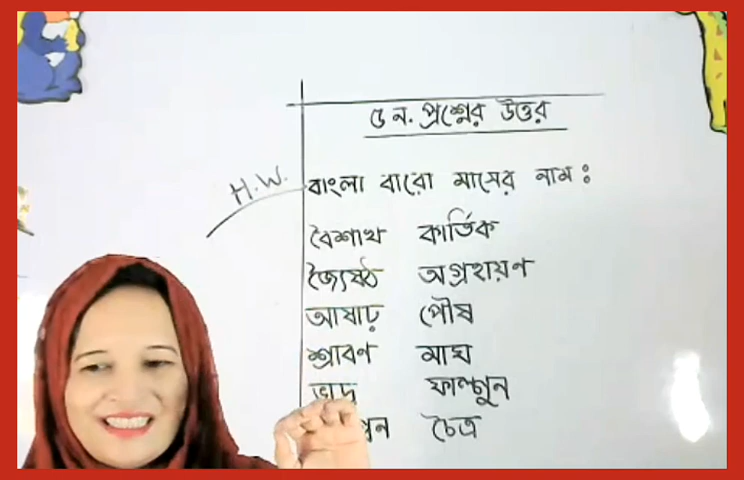 ৫ ন. প্রশ্নের উত্তর
H.W.
বাংলা বারো মাসের নাম :
বৈশাখ কার্তিক
জ্যৈষ্ঠ অগ্রহায়ণ
আষাঢ় পৌষ
শ্রাবণ মাঘ
ভাদ্র ফাল্গুন
চৈত্র